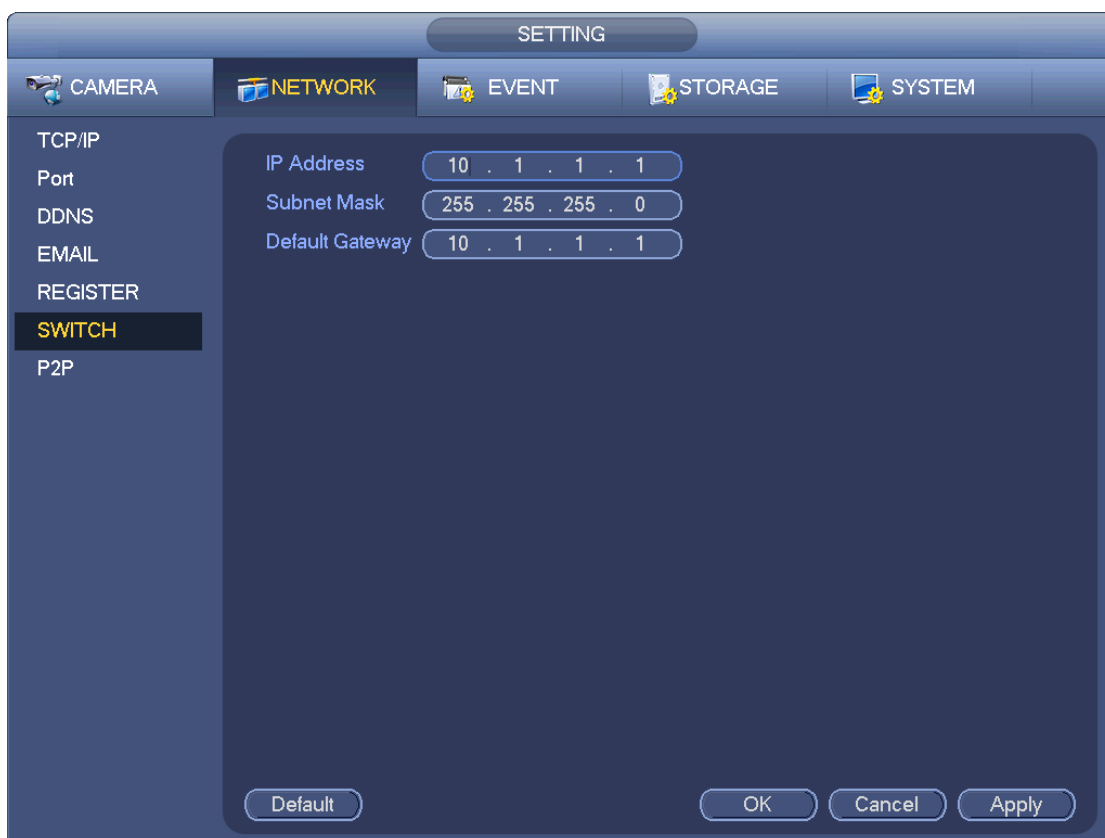 SETTING
CAMERA NETWORK EVENT STORAGE SYSTEM
TCP/IP
Port
DDNS
EMAIL
REGISTER
SWITCH
P2P
IP Address 10 . 1 . 1 . 1
Subnet Mask 255 . 255 . 255 . 0
Default Gateway 10 . 1 . 1 . 1
Default OK Cancel Apply